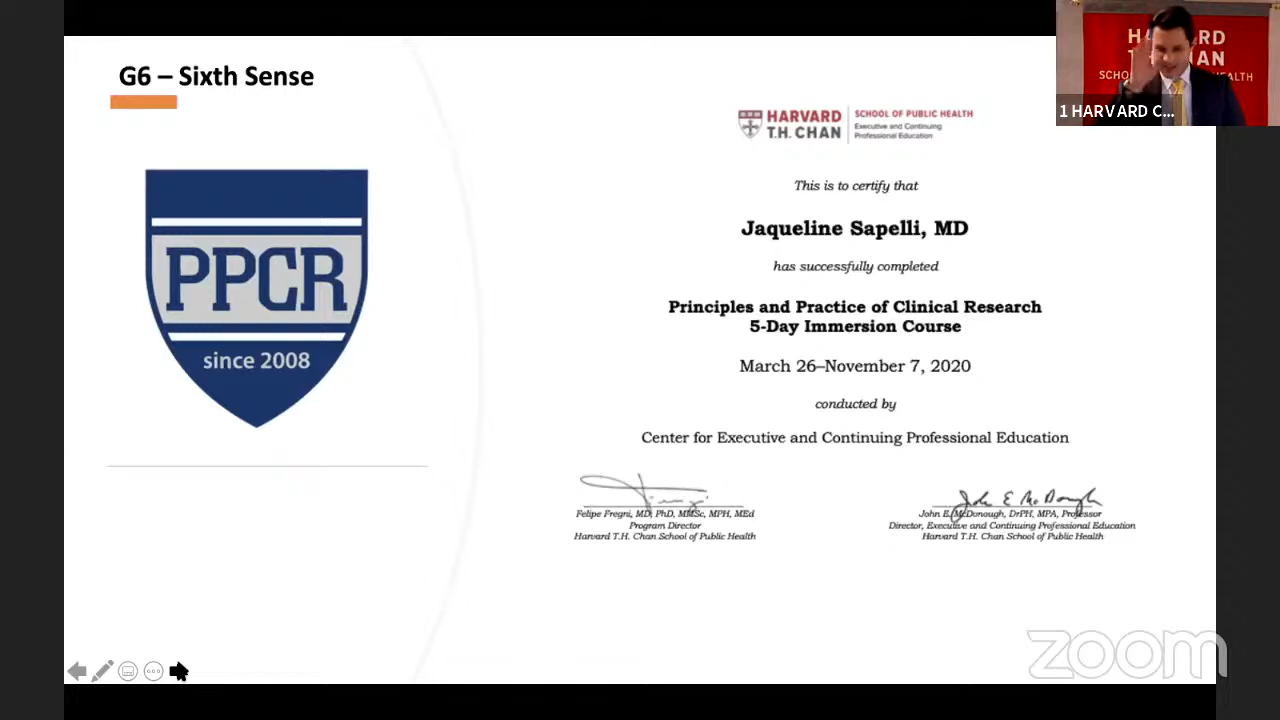 G6 – Sixth Sense
PPCR
since 2008
HARVARD
T.H. CHAN
SCHOOL OF PUBLIC HEALTH
Executive and Continuing
Professional Education
This is to certify that
Jaqueline Sapelli, MD
has successfully completed
Principles and Practice of Clinical Research
5-Day Immersion Course
March 26–November 7, 2020
conducted by
Center for Executive and Continuing Professional Education
Felipe Fregni, MD, PhD, MMSc, MPH, MEd
Program Director
Harvard T.H. Chan School of Public Health
John E McDonough
John E. McDonough, DrPH, MPA, Professor
Director, Executive and Continuing Professional Education
Harvard T.H. Chan School of Public Health
1 HARVARD C...
zoom